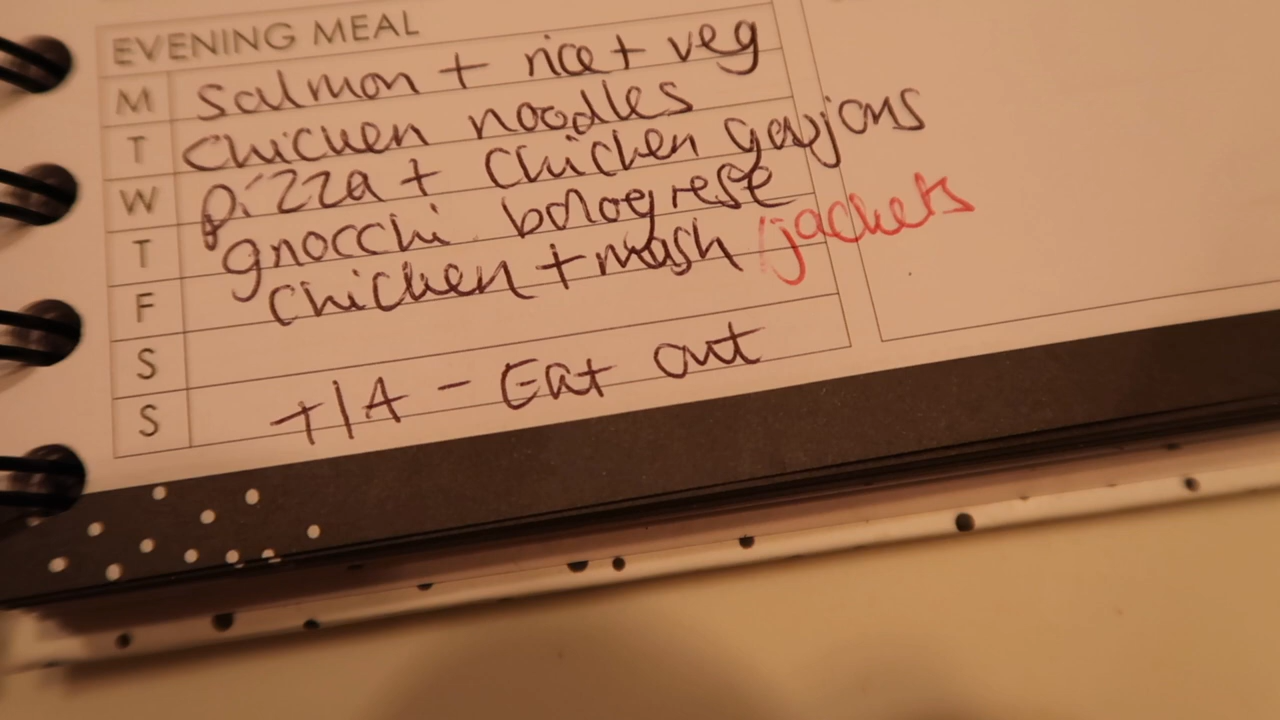 EVENING MEAL
M salmon + rice + veg
T chicken noodles
W pizza + chicken goujons
T gnocchi bolognese
F chicken + mash /jackets
S
S T/A - Eat out